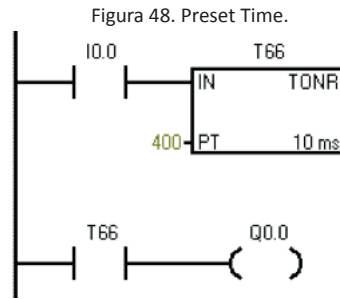 Figura 48. Preset Time.
I0.0 T66
IN TONR
400 PT 10 ms
T66 Q0.0